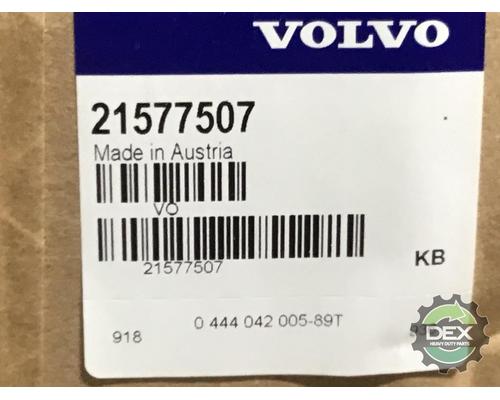 VOLVO
21577507
Made in Austria
VO
21577507
KB
0 444 042 005-89T
918
DEX
HEAVY DUTY PARTS